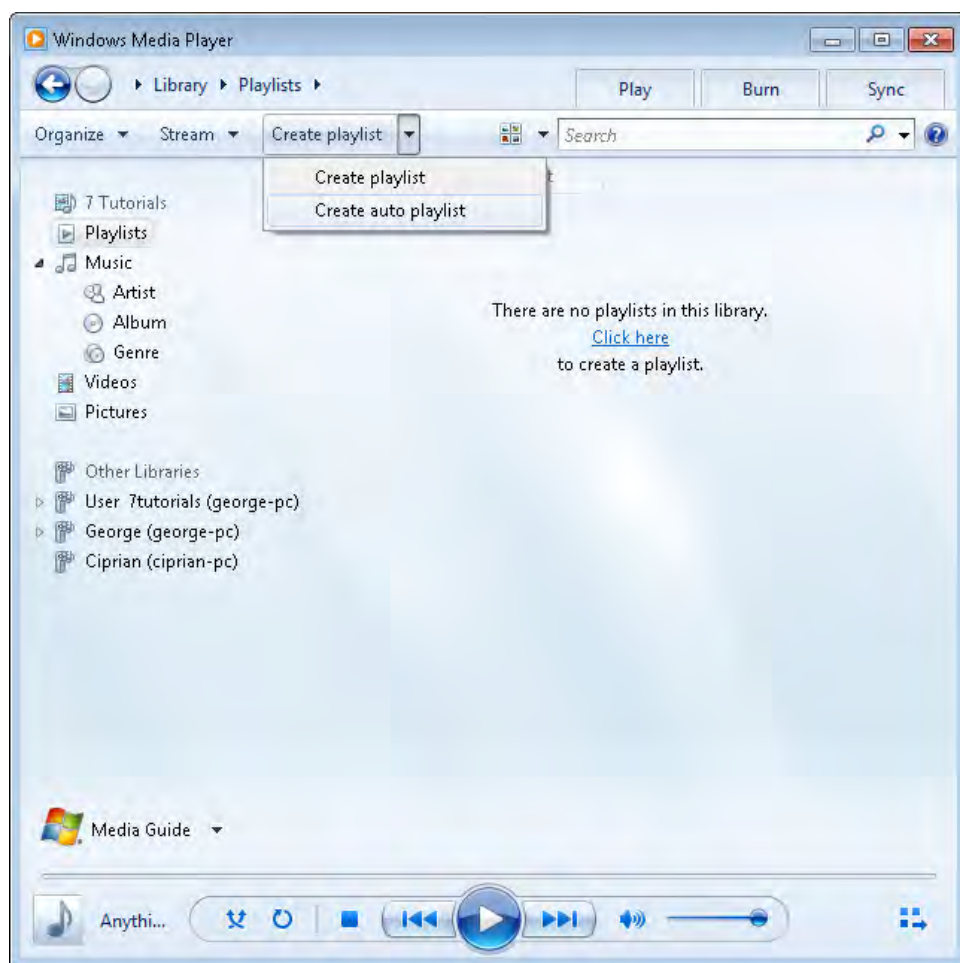 Windows Media Player
Library Playlists
Play Burn Sync
Organize Stream Create playlist Search
Create playlist
Create auto playlist
7 Tutorials
Playlists
Music
Artist
Album
Genre
Videos
Pictures
Other Libraries
User 7tutorials (george-pc)
George (george-pc)
Ciprian (ciprian-pc)
There are no playlists in this library.
Click here
to create a playlist.
Media Guide
Anythi...